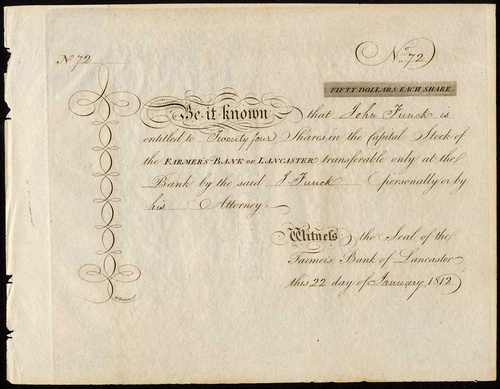 No 72
No 72
FIFTY DOLLARS EACH SHARE
Be it known that John Funck is
entitled to Twenty four Shares in the Capital Stock of
the FARMER'S BANK OF LANCASTER transferable only at the
Bank by the said J Funck personally or by
his Attorney
Witness the Seal of the
Farmer's Bank of Lancaster
this 22 day of January 1812